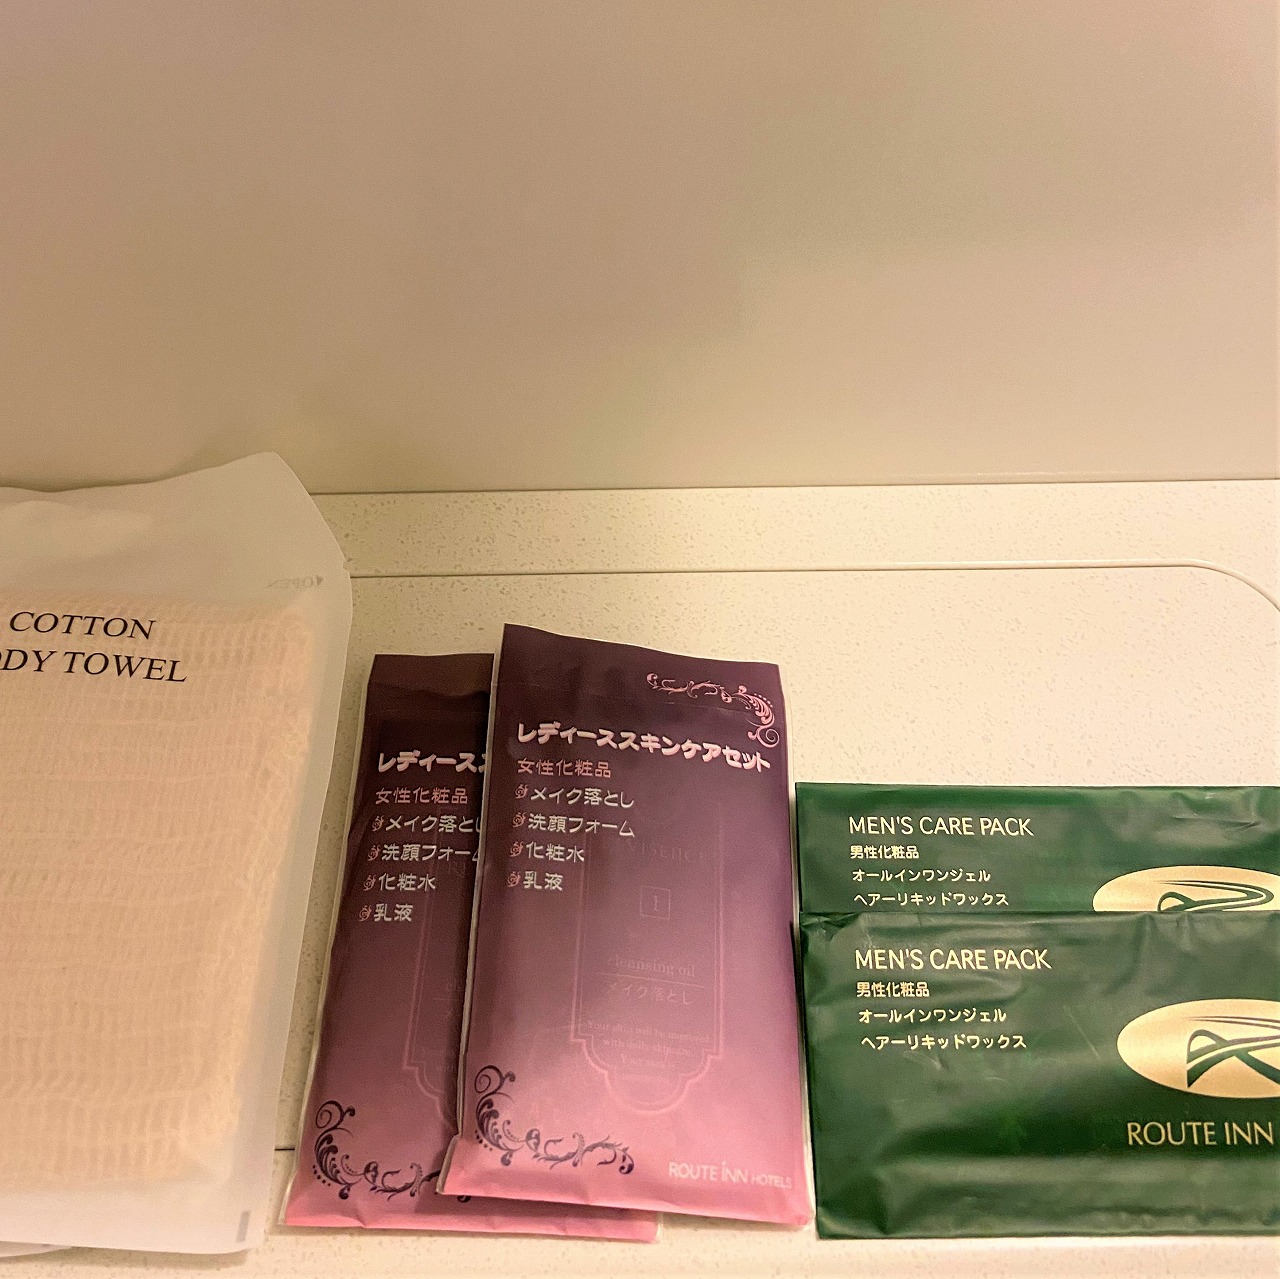 COTTON
BODY TOWEL
レディース
女性化粧品
メイク落とし
洗顔フォーム
化粧水
乳液
レディーススキンケアセット
女性化粧品
メイク落とし
洗顔フォーム
化粧水
乳液
1
cleansing oil
メイク落とし
ROUTE INN HOTELS
MEN'S CARE PACK
男性化粧品
オールインワンジェル
ヘアーリキッドワックス
MEN'S CARE PACK
男性化粧品
オールインワンジェル
ヘアーリキッドワックス
ROUTE INN